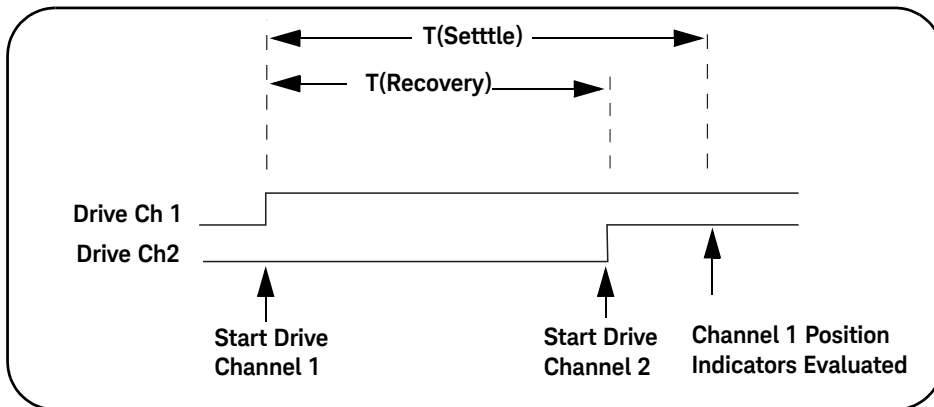 T(Setttle)
T(Recovery)
Drive Ch 1
Drive Ch2
Start Drive
Channel 1
Start Drive
Channel 2
Channel 1 Position
Indicators Evaluated